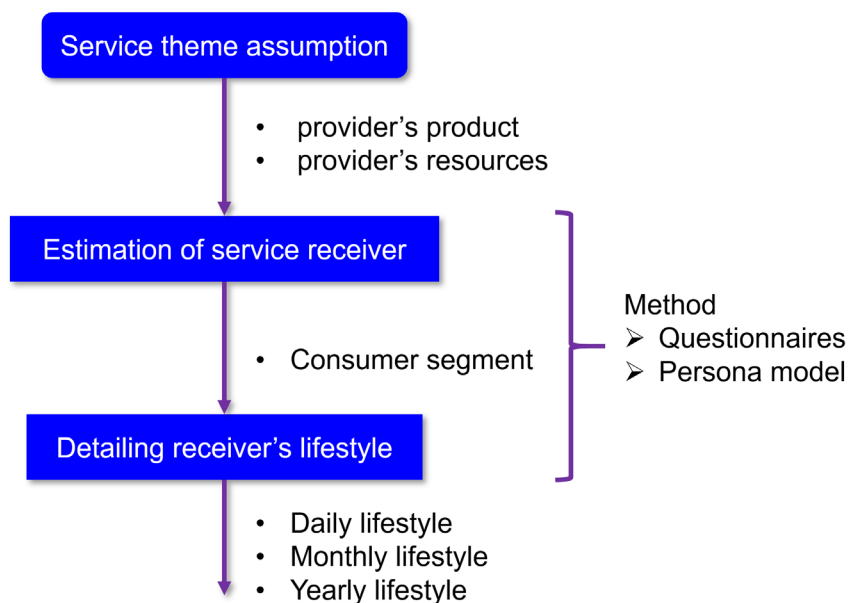 Service theme assumption
• provider’s product
• provider’s resources
Estimation of service receiver
Method
➢ Questionnaires
• Consumer segment
➢ Persona model
Detailing receiver’s lifestyle
• Daily lifestyle
• Monthly lifestyle
• Yearly lifestyle